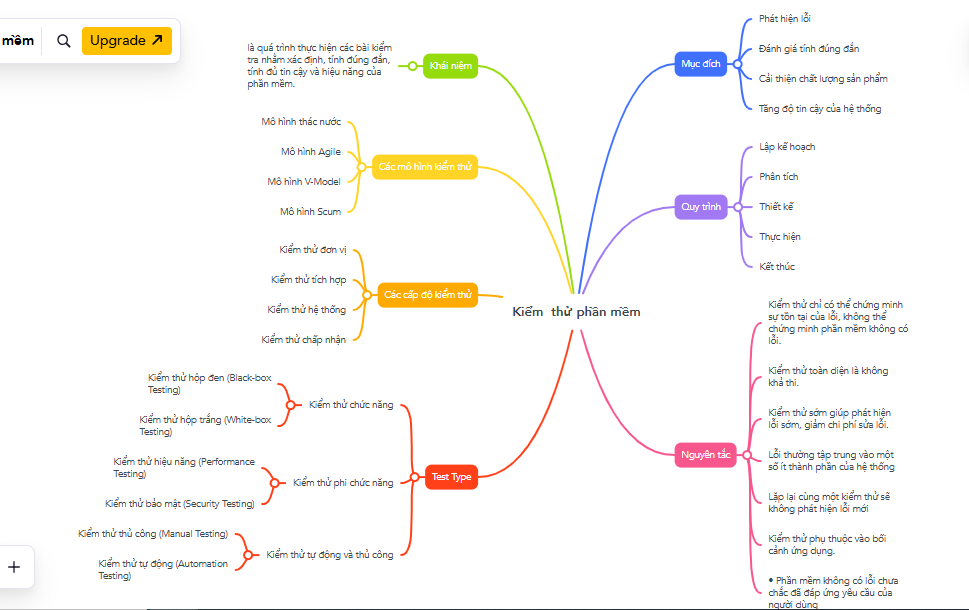 mềm
Upgrade
Kiểm thử phần mềm
Khái niệm
là quá trình thực hiện các bài kiểm
tra nhằm xác định, tính đúng đắn,
tính đủ tin cậy và hiệu năng của
phần mềm.
Các mô hình kiểm thử
Mô hình thác nước
Mô hình Agile
Mô hình V-Model
Mô hình Scum
Các cấp độ kiểm thử
Kiểm thử đơn vị
Kiểm thử tích hợp
Kiểm thử hệ thống
Kiểm thử chấp nhận
Test Type
Kiểm thử chức năng
Kiểm thử hộp đen (Black-box
Testing)
Kiểm thử hộp trắng (White-box
Testing)
Kiểm thử phi chức năng
Kiểm thử hiệu năng (Performance
Testing)
Kiểm thử bảo mật (Security Testing)
Kiểm thử tự động và thủ công
Kiểm thử thủ công (Manual Testing)
Kiểm thử tự động (Automation
Testing)
Mục đích
Phát hiện lỗi
Đánh giá tính đúng đắn
Cải thiện chất lượng sản phẩm
Tăng độ tin cậy của hệ thống
Quy trình
Lập kế hoạch
Phân tích
Thiết kế
Thực hiện
Kết thúc
Nguyên tắc
Kiểm thử chỉ có thể chứng minh
sự tồn tại của lỗi, không thể
chứng minh phần mềm không có
lỗi.
Kiểm thử toàn diện là không
khả thi.
Kiểm thử sớm giúp phát hiện
lỗi sớm, giảm chi phí sửa lỗi.
Lỗi thường tập trung vào một
số ít thành phần của hệ thống
Lặp lại cùng một kiểm thử sẽ
không phát hiện lỗi mới
Kiểm thử phụ thuộc vào bối
cảnh ứng dụng.
• Phần mềm không có lỗi chưa
chắc đã đáp ứng yêu cầu của
người dùng